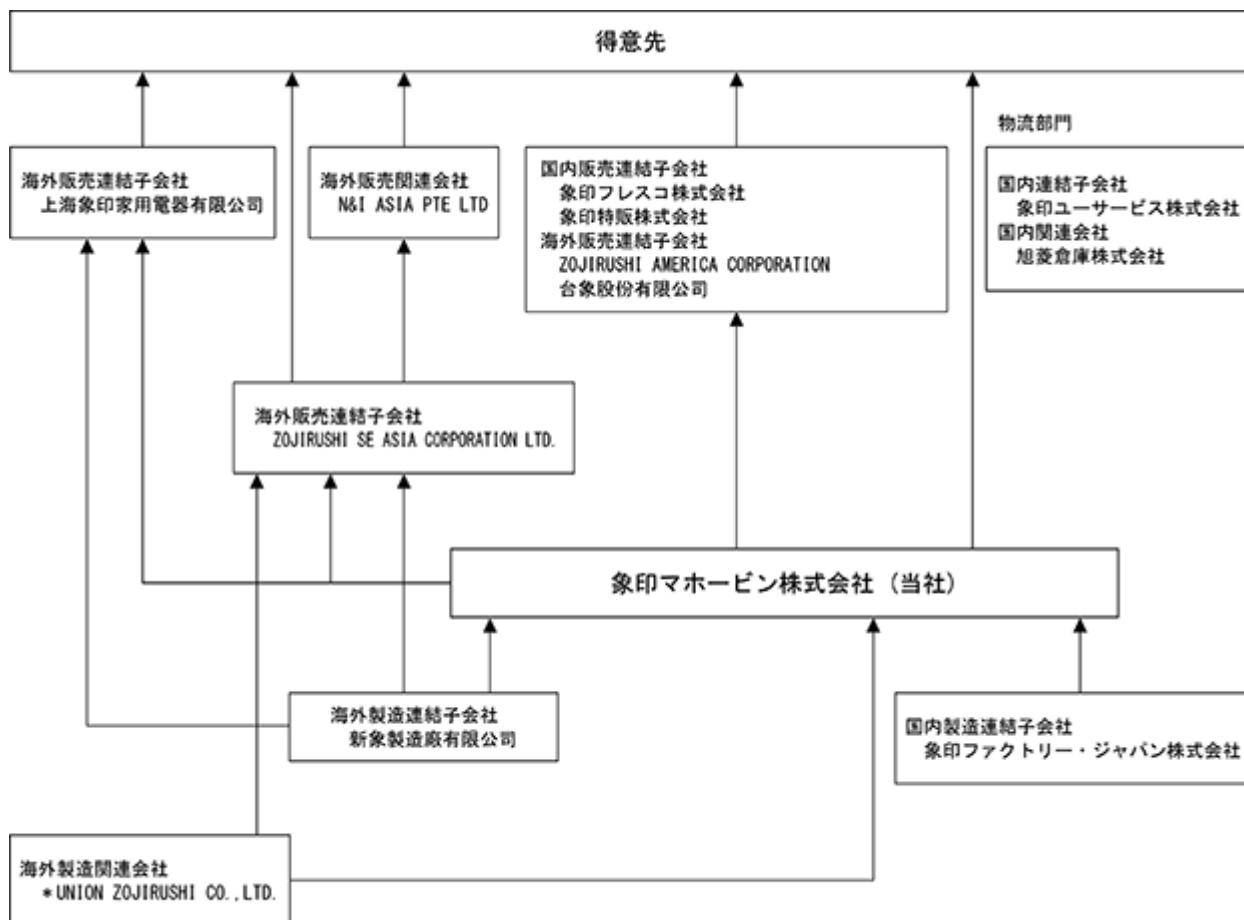 得意先
物流部門
海外販売連結子会社
上海象印家用電器有限公司
海外販売関連会社
N&I ASIA PTE LTD
国内販売連結子会社
象印フレスコ株式会社
象印特販株式会社
海外販売連結子会社
ZOJIRUSHI AMERICA CORPORATION
台象股份有限公司
国内連結子会社
象印ユーサービス株式会社
国内関連会社
旭菱倉庫株式会社
海外販売連結子会社
ZOJIRUSHI SE ASIA CORPORATION LTD.
象印マホービン株式会社（当社）
海外製造連結子会社
新象製造廠有限公司
国内製造連結子会社
象印ファクトリー・ジャパン株式会社
海外製造関連会社
＊UNION ZOJIRUSHI CO.,LTD.